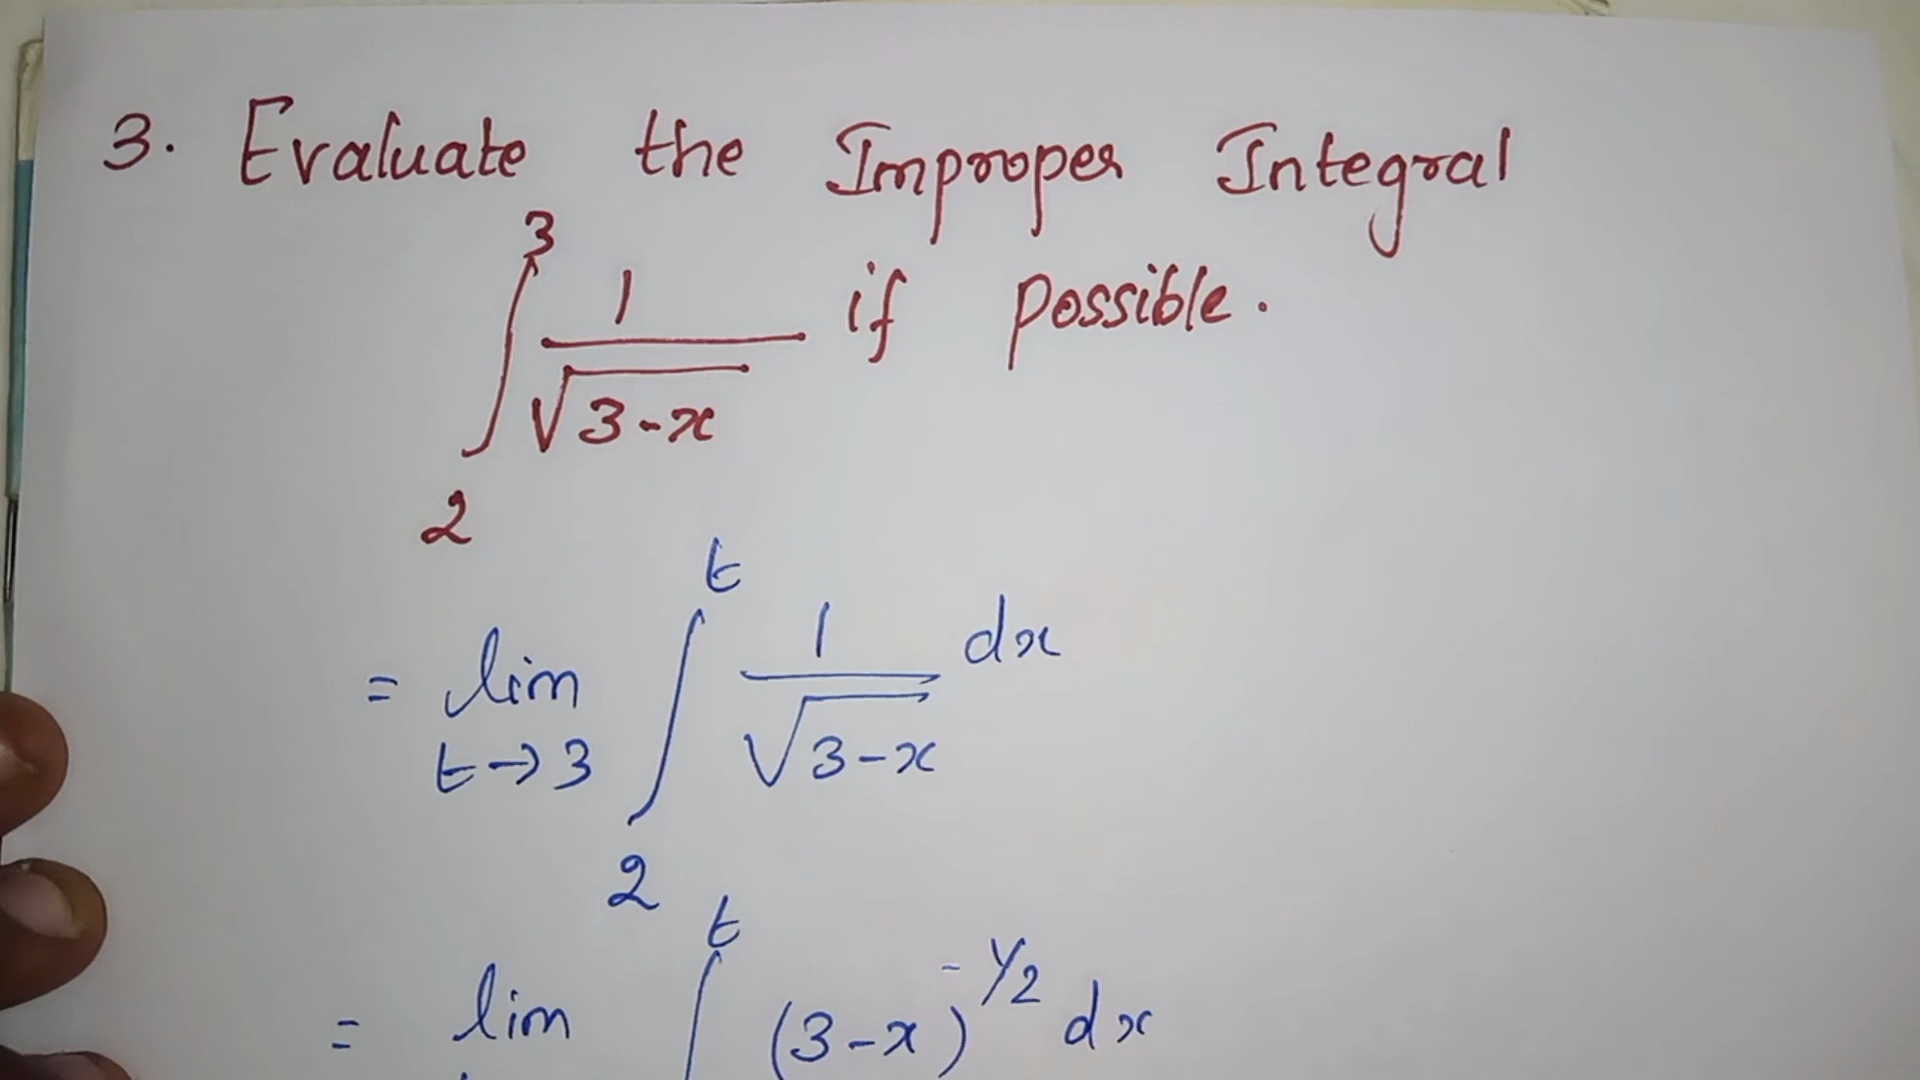 3. Evaluate the Improper Integral
∫₂³ 1/√(3-x) if possible.
= lim t→3 ∫₂ᵗ 1/√(3-x) dx
= lim ∫ᵗ (3-x)^(-1/2) dx